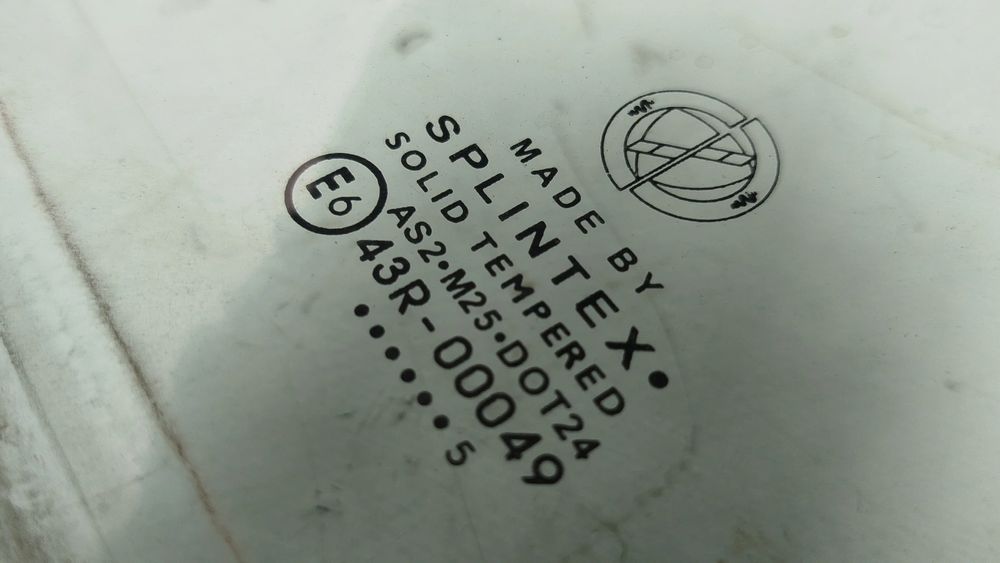 MADE BY
SPLINTEX•
SOLID TEMPERED
AS2•M25•DOT24
E6 43R-00049
••••••5